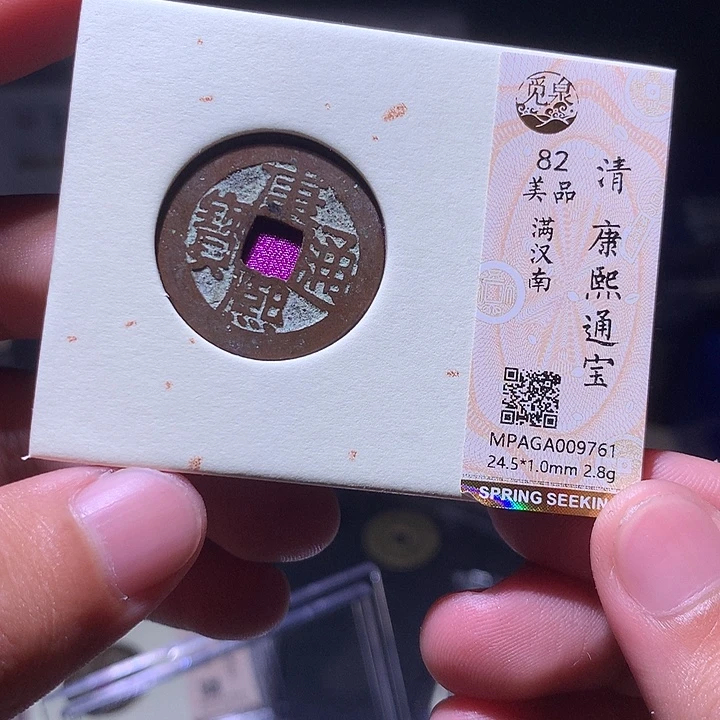 康熙通寶
觅泉
82
美品
满汉南
清 康熙通宝
MPAGA009761
24.5*1.0mm 2.8g
SPRING SEEKIN